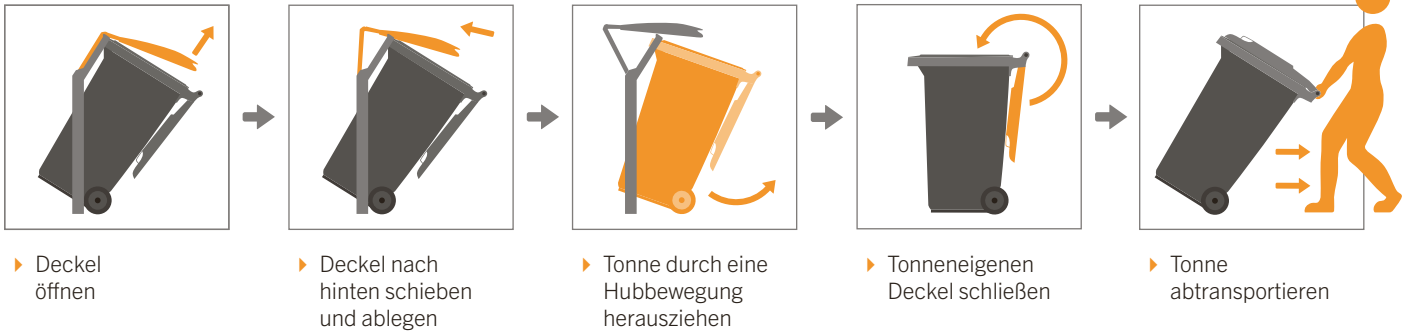 Deckel
öffnen
Deckel nach
hinten schieben
und ablegen
Tonne durch eine
Hubbewegung
herausziehen
Tonneneigenen
Deckel schließen
Tonne
abtransportieren